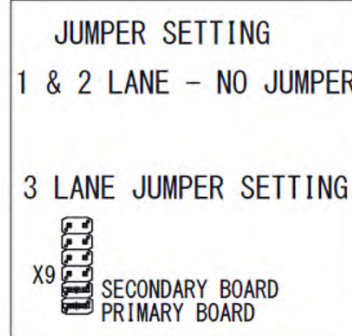 JUMPER SETTING
1 & 2 LANE - NO JUMPER
3 LANE JUMPER SETTING
X9
SECONDARY BOARD
PRIMARY BOARD